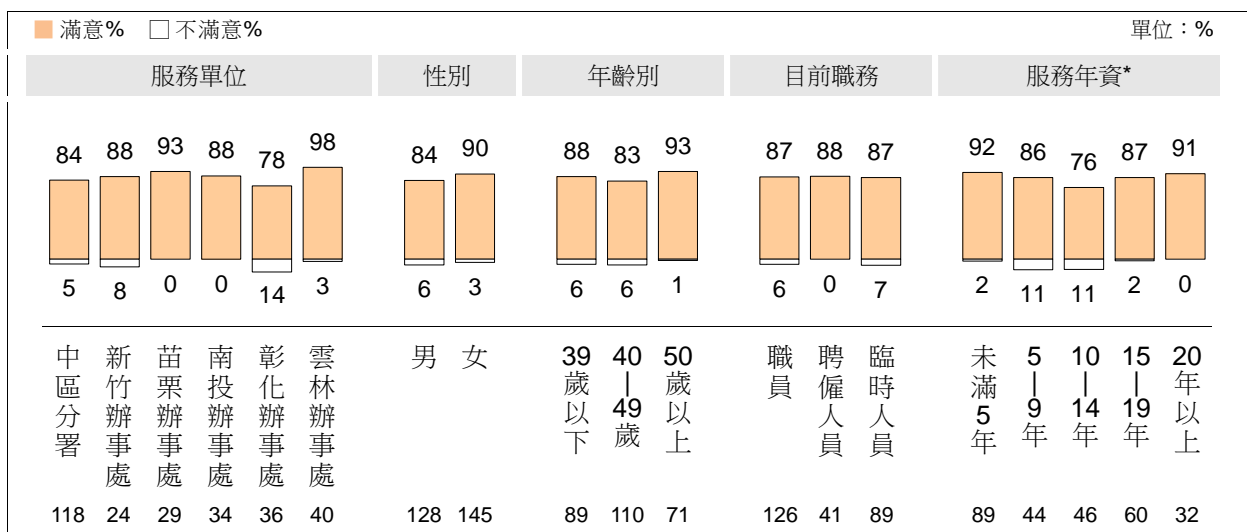 滿意% 不滿意% 單位：%
服務單位 性別 年齡別 目前職務 服務年資*
84 88 93 88 78 98 84 90 88 83 93 87 88 87 92 86 76 87 91
5 8 0 0 14 3 6 3 6 6 1 6 0 7 2 11 11 2 0
中區分署
新竹辦事處
苗栗辦事處
南投辦事處
彰化辦事處
雲林辦事處
男
女
39歲以下
40|49歲
50歲以上
職員
聘僱人員
臨時人員
未滿5年
5|9年
10|14年
15|19年
20年以上
118 24 29 34 36 40 128 145 89 110 71 126 41 89 89 44 46 60 32